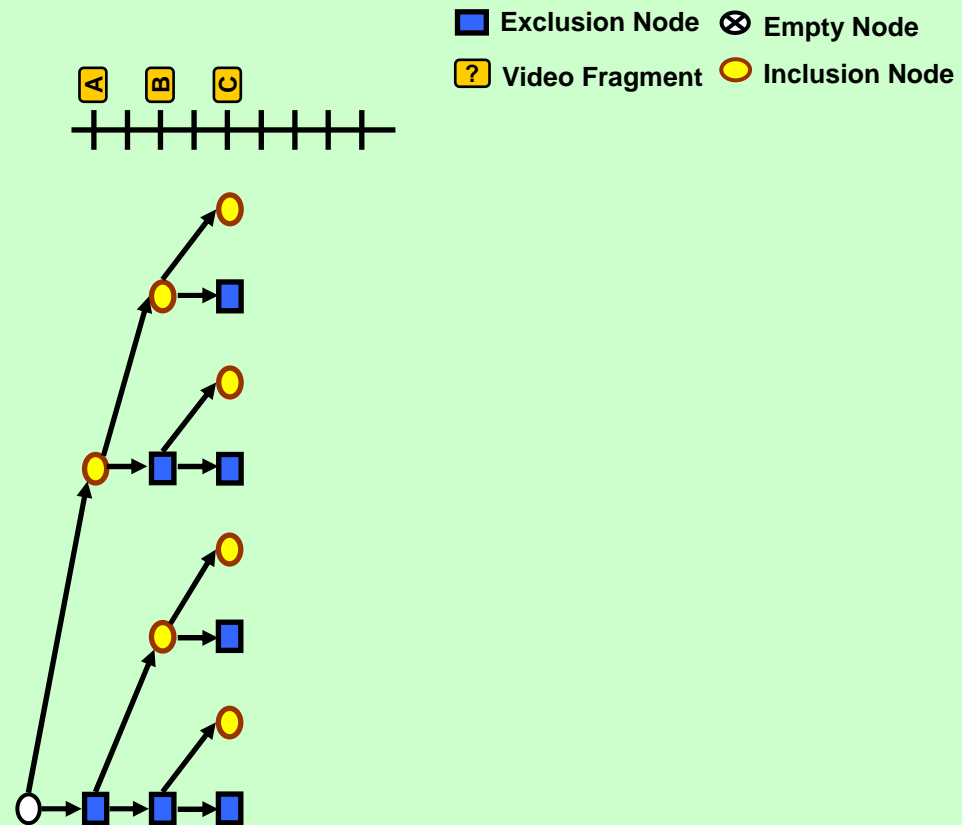 Exclusion Node
Empty Node
? Video Fragment
Inclusion Node
A
B
C